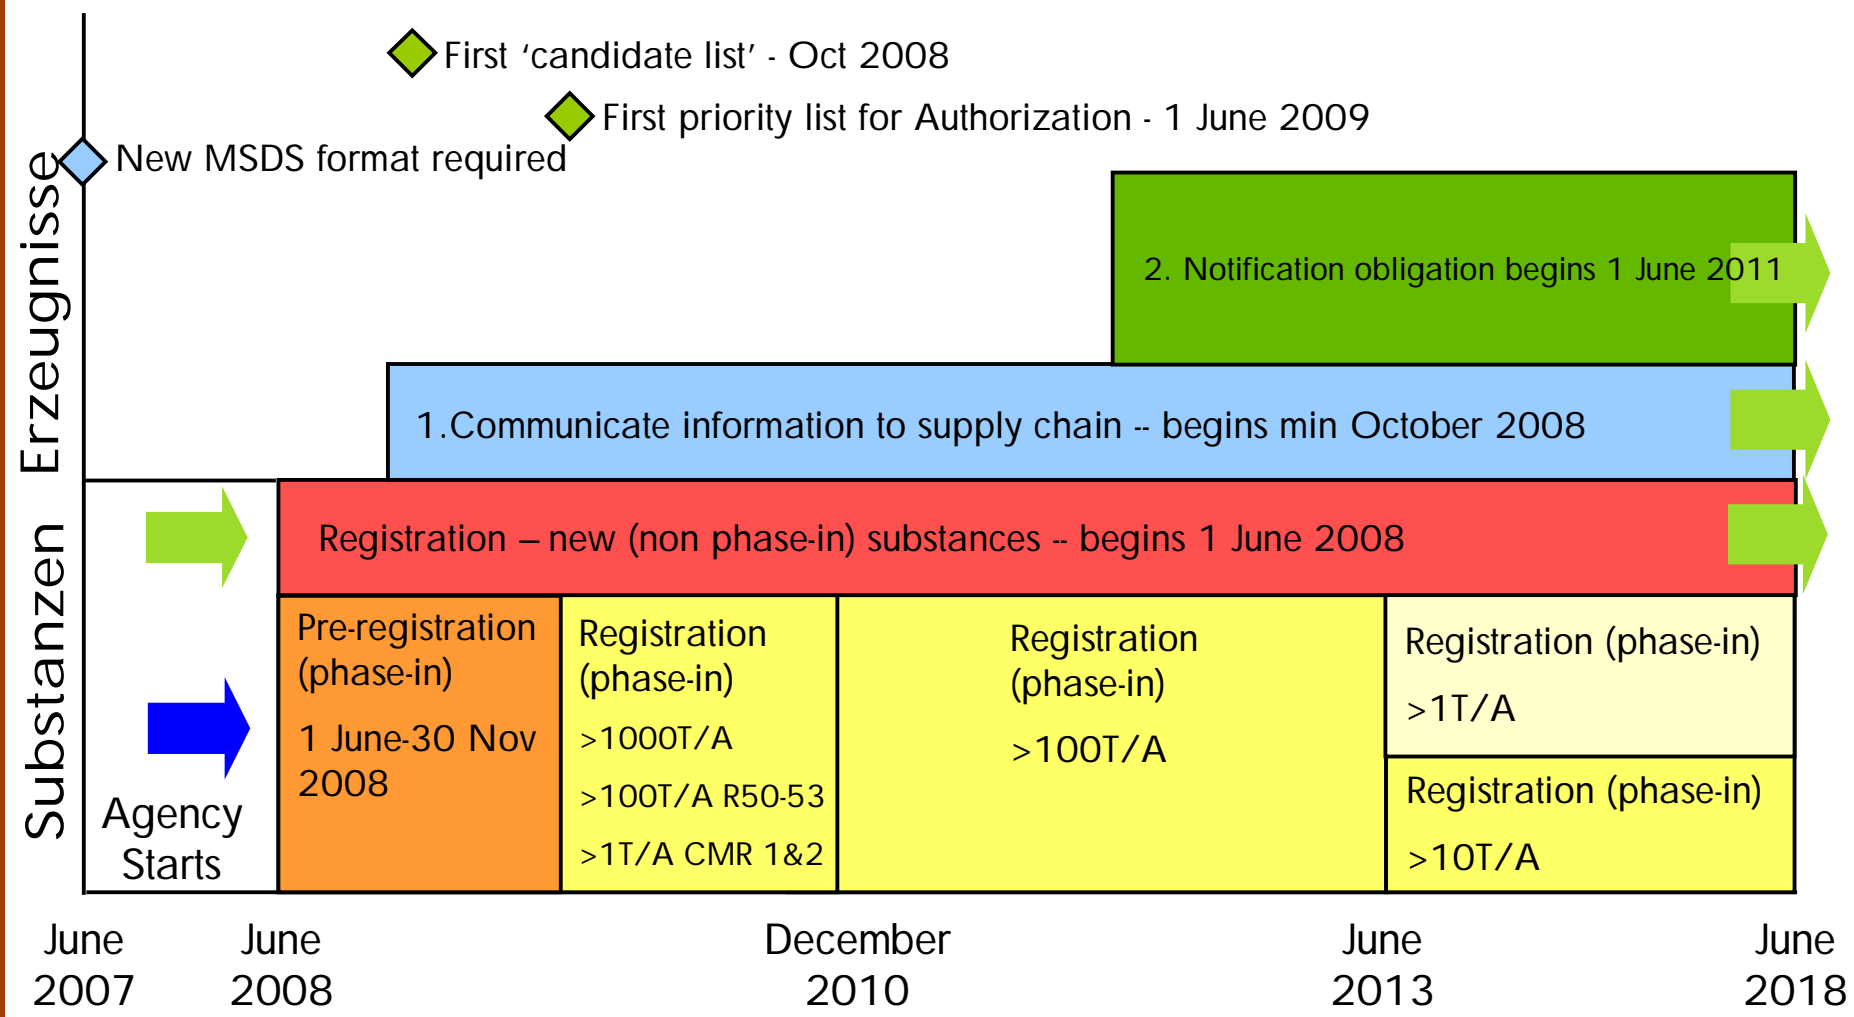 First ‘candidate list’ - Oct 2008
First priority list for Authorization - 1 June 2009
New MSDS format required
Erzeugnisse
2. Notification obligation begins 1 June 2011
1.Communicate information to supply chain -- begins min October 2008
Substanzen
Registration – new (non phase-in) substances -- begins 1 June 2008
Agency
Starts
Pre-registration
(phase-in)
1 June-30 Nov
2008
Registration
(phase-in)
>1000T/A
>100T/A R50-53
>1T/A CMR 1&2
Registration
(phase-in)
>100T/A
Registration (phase-in)
>1T/A
Registration (phase-in)
>10T/A
June
2007
June
2008
December
2010
June
2013
June
2018